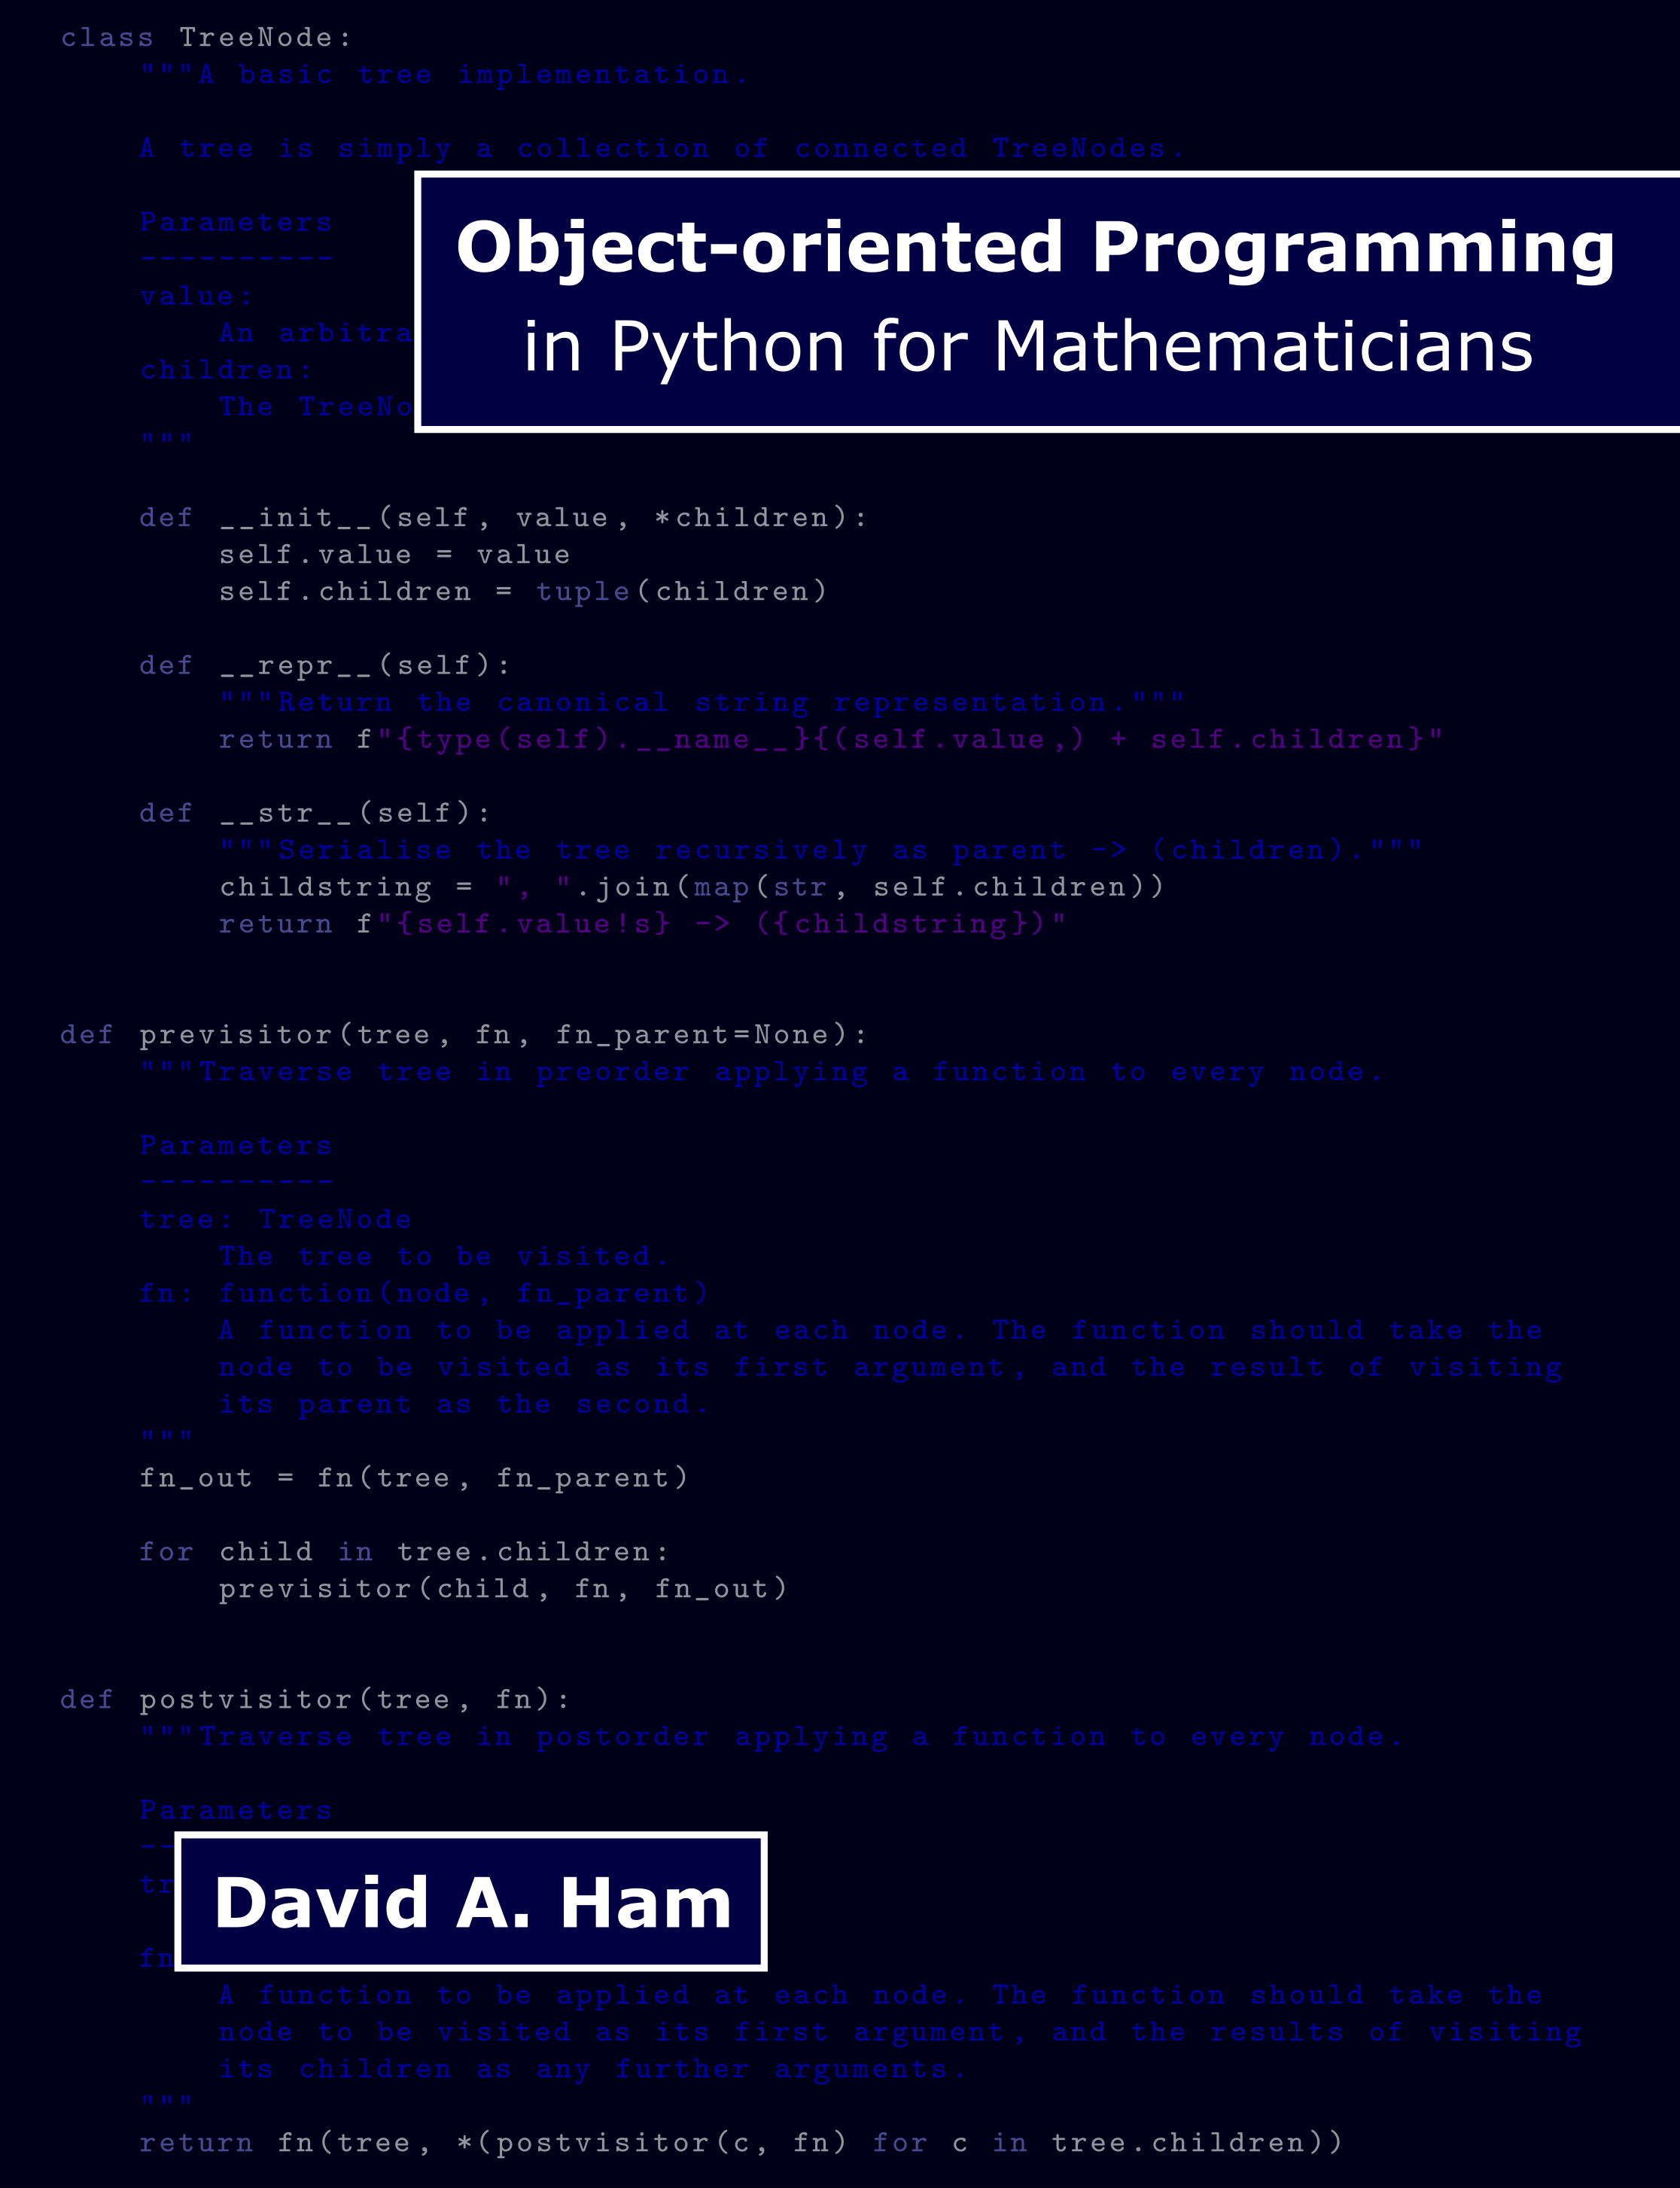 class TreeNode:
"""A basic tree implementation.
A tree is simply a collection of connected TreeNodes.
Object-oriented Programming
in Python for Mathematicians
Parameters
----------
value:
An arbitra
children:
The TreeNo
"""
def __init__(self, value, *children):
self.value = value
self.children = tuple(children)
def __repr__(self):
"""Return the canonical string representation."""
return f"{type(self).__name__}{(self.value,) + self.children}"
def __str__(self):
"""Serialise the tree recursively as parent -> (children)."""
childstring = ", ".join(map(str, self.children))
return f"{self.value!s} -> ({childstring})"
def previsitor(tree, fn, fn_parent=None):
"""Traverse tree in preorder applying a function to every node.
Parameters
----------
tree: TreeNode
The tree to be visited.
fn: function(node, fn_parent)
A function to be applied at each node. The function should take the
node to be visited as its first argument, and the result of visiting
its parent as the second.
"""
fn_out = fn(tree, fn_parent)
for child in tree.children:
previsitor(child, fn, fn_out)
def postvisitor(tree, fn):
"""Traverse tree in postorder applying a function to every node.
Parameters
--
tr
David A. Ham
fn
A function to be applied at each node. The function should take the
node to be visited as its first argument, and the results of visiting
its children as any further arguments.
"""
return fn(tree, *(postvisitor(c, fn) for c in tree.children))